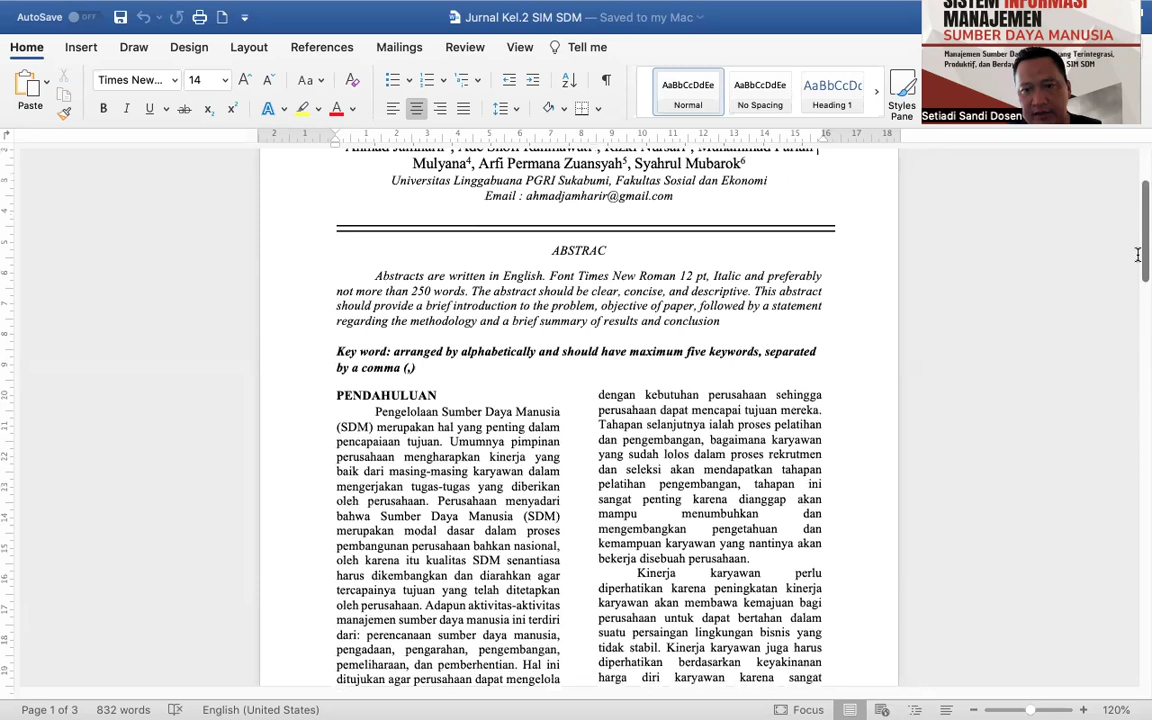 AutoSave OFF
Jurnal Kel.2 SIM SDM — Saved to my Mac
Home Insert Draw Design Layout References Mailings Review View Tell me
Paste
Times New... 14
Normal
No Spacing
Heading 1
Styles Pane
SISTEM INFORMASI
MANAJEMEN
SUMBER DAYA MANUSIA
Setiadi Sandi Dosen
Mulyana4, Arfi Permana Zuansyah5, Syahrul Mubarok6
Universitas Linggabuana PGRI Sukabumi, Fakultas Sosial dan Ekonomi
Email : ahmadjamharir@gmail.com
ABSTRAC
Abstracts are written in English. Font Times New Roman 12 pt, Italic and preferably
not more than 250 words. The abstract should be clear, concise, and descriptive. This abstract
should provide a brief introduction to the problem, objective of paper, followed by a statement
regarding the methodology and a brief summary of results and conclusion
Key word: arranged by alphabetically and should have maximum five keywords, separated
by a comma (,)
PENDAHULUAN
Pengelolaan Sumber Daya Manusia
(SDM) merupakan hal yang penting dalam
pencapaiaan tujuan. Umumnya pimpinan
perusahaan mengharapkan kinerja yang
baik dari masing-masing karyawan dalam
mengerjakan tugas-tugas yang diberikan
oleh perusahaan. Perusahaan menyadari
bahwa Sumber Daya Manusia (SDM)
merupakan modal dasar dalam proses
pembangunan perusahaan bahkan nasional,
oleh karena itu kualitas SDM senantiasa
harus dikembangkan dan diarahkan agar
tercapainya tujuan yang telah ditetapkan
oleh perusahaan. Adapun aktivitas-aktivitas
manajemen sumber daya manusia ini terdiri
dari: perencanaan sumber daya manusia,
pengadaan, pengarahan, pengembangan,
pemeliharaan, dan pemberhentian. Hal ini
ditujukan agar perusahaan dapat mengelola
dengan kebutuhan perusahaan sehingga
perusahaan dapat mencapai tujuan mereka.
Tahapan selanjutnya ialah proses pelatihan
dan pengembangan, bagaimana karyawan
yang sudah lolos dalam proses rekrutmen
dan seleksi akan mendapatkan tahapan
pelatihan pengembangan, tahapan ini
sangat penting karena dianggap akan
mampu menumbuhkan dan
mengembangkan pengetahuan dan
kemampuan karyawan yang nantinya akan
bekerja disebuah perusahaan.
Kinerja karyawan perlu
diperhatikan karena peningkatan kinerja
karyawan akan membawa kemajuan bagi
perusahaan untuk dapat bertahan dalam
suatu persaingan lingkungan bisnis yang
tidak stabil. Kinerja karyawan juga harus
diperhatikan berdasarkan keyakinanan
harga diri karyawan karena sangat
Page 1 of 3 832 words English (United States) Focus 120%